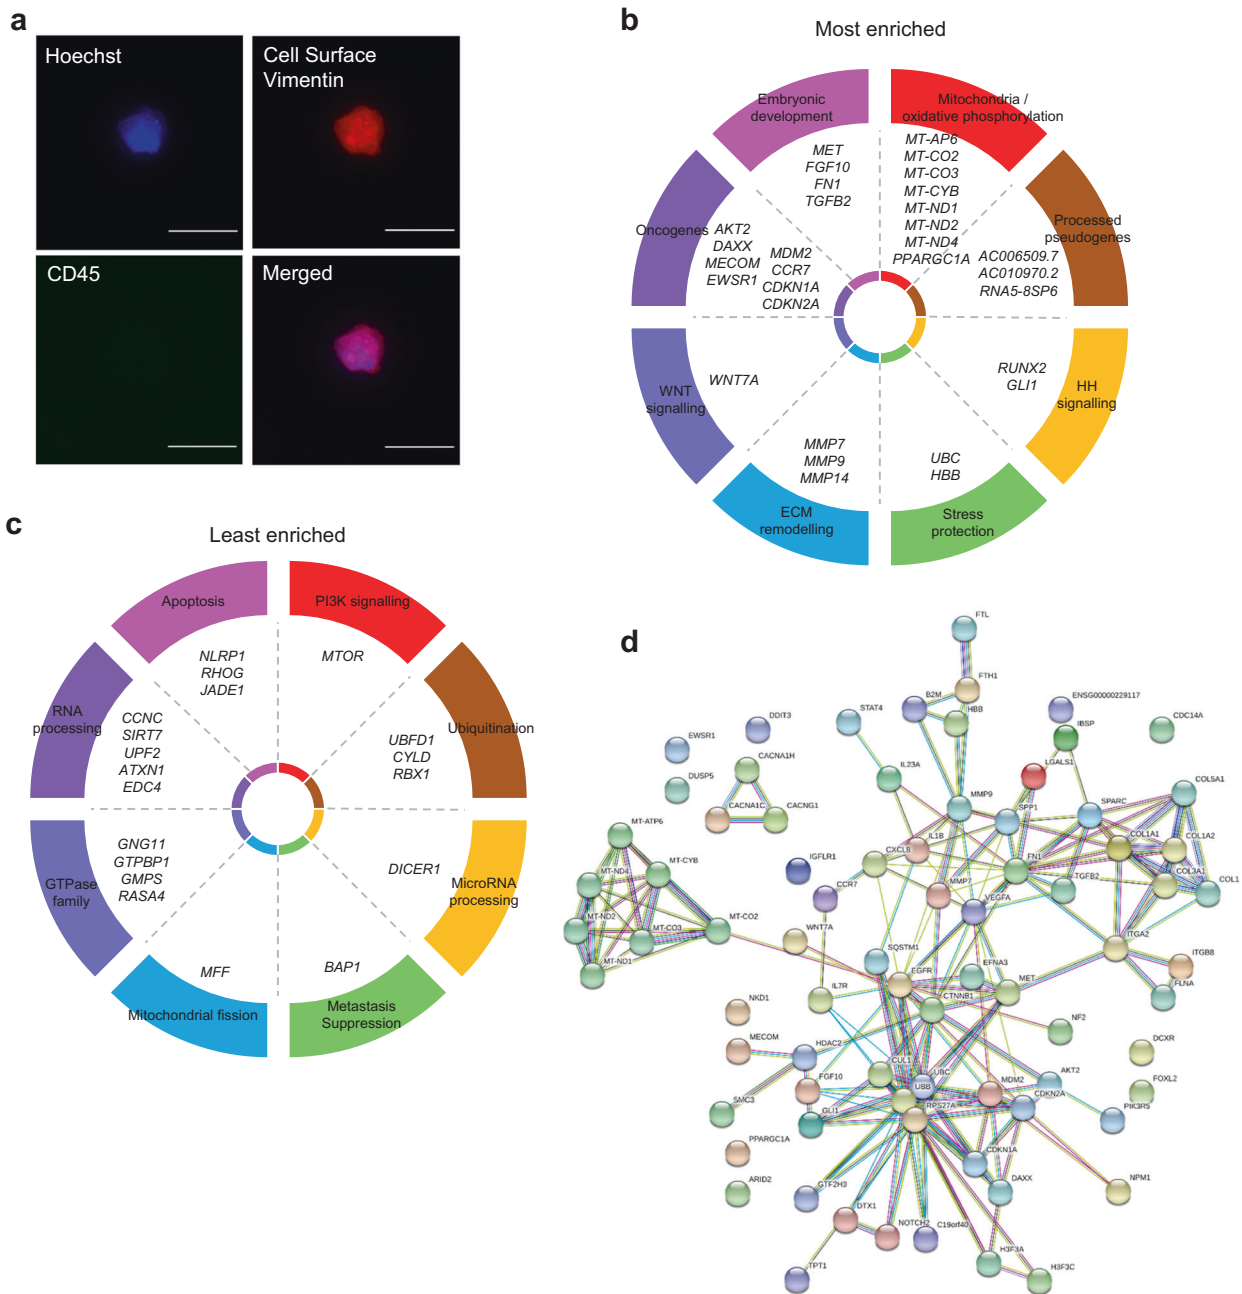 a
Hoechst
Cell Surface
Vimentin
CD45
Merged
b
Most enriched
Embryonic
development
MET
FGF10
FN1
TGFB2
Mitochondria /
oxidative phosphorylation
MT-AP6
MT-CO2
MT-CO3
MT-CYB
MT-ND1
MT-ND2
MT-ND4
PPARGC1A
Processed
pseudogenes
AC006509.7
AC010970.2
RNA5-8SP6
HH
signalling
RUNX2
GLI1
Stress
protection
UBC
HBB
ECM
remodelling
MMP7
MMP9
MMP14
WNT
signalling
WNT7A
Oncogenes
AKT2
DAXX
MECOM
EWSR1
MDM2
CCR7
CDKN1A
CDKN2A
c
Least enriched
Apoptosis
NLRP1
RHOG
JADE1
PI3K signalling
MTOR
Ubiquitination
UBFD1
CYLD
RBX1
MicroRNA
processing
DICER1
Metastasis
Suppression
BAP1
Mitochondrial fission
MFF
GTPase
family
GNG11
GTPBP1
GMPS
RASA4
RNA
processing
CCNC
SIRT7
UPF2
ATXN1
EDC4
d
FTL
FTH1
B2M
HBB
ENSG00000229117
STAT4
IBSP
CDC14A
DDIT3
EWSR1
CACNA1H
IL23A
LGALS1
DUSP5
COL5A1
CACNA1C
CACNG1
MMP9
SPP1
SPARC
MT-ATP6
IL1B
COL1A1
COL1A2
MT-CYB
CXCL8
FN1
MT-ND4
IGFLR1
MMP7
TGFB2
COL3A1
COL1
CCR7
VEGFA
MT-ND2
MT-CO3
MT-CO2
WNT7A
ITGA2
MT-ND1
SQSTM1
ITGB8
EGFR
EFNA3
MET
FLNA
IL7R
NKD1
CTNNB1
NF2
MECOM
HDAC2
DCXR
CUL1
UBC
AKT2
FGF10
UBB
MDM2
CDKN2A
FOXL2
SMC3
GLI1
RPS27A
PIK3R5
PPARGC1A
CDKN1A
ARID2
GTF2H3
DAXX
NPM1
DTX1
NOTCH2
C19orf40
TPT1
H3F3A
H3F3C